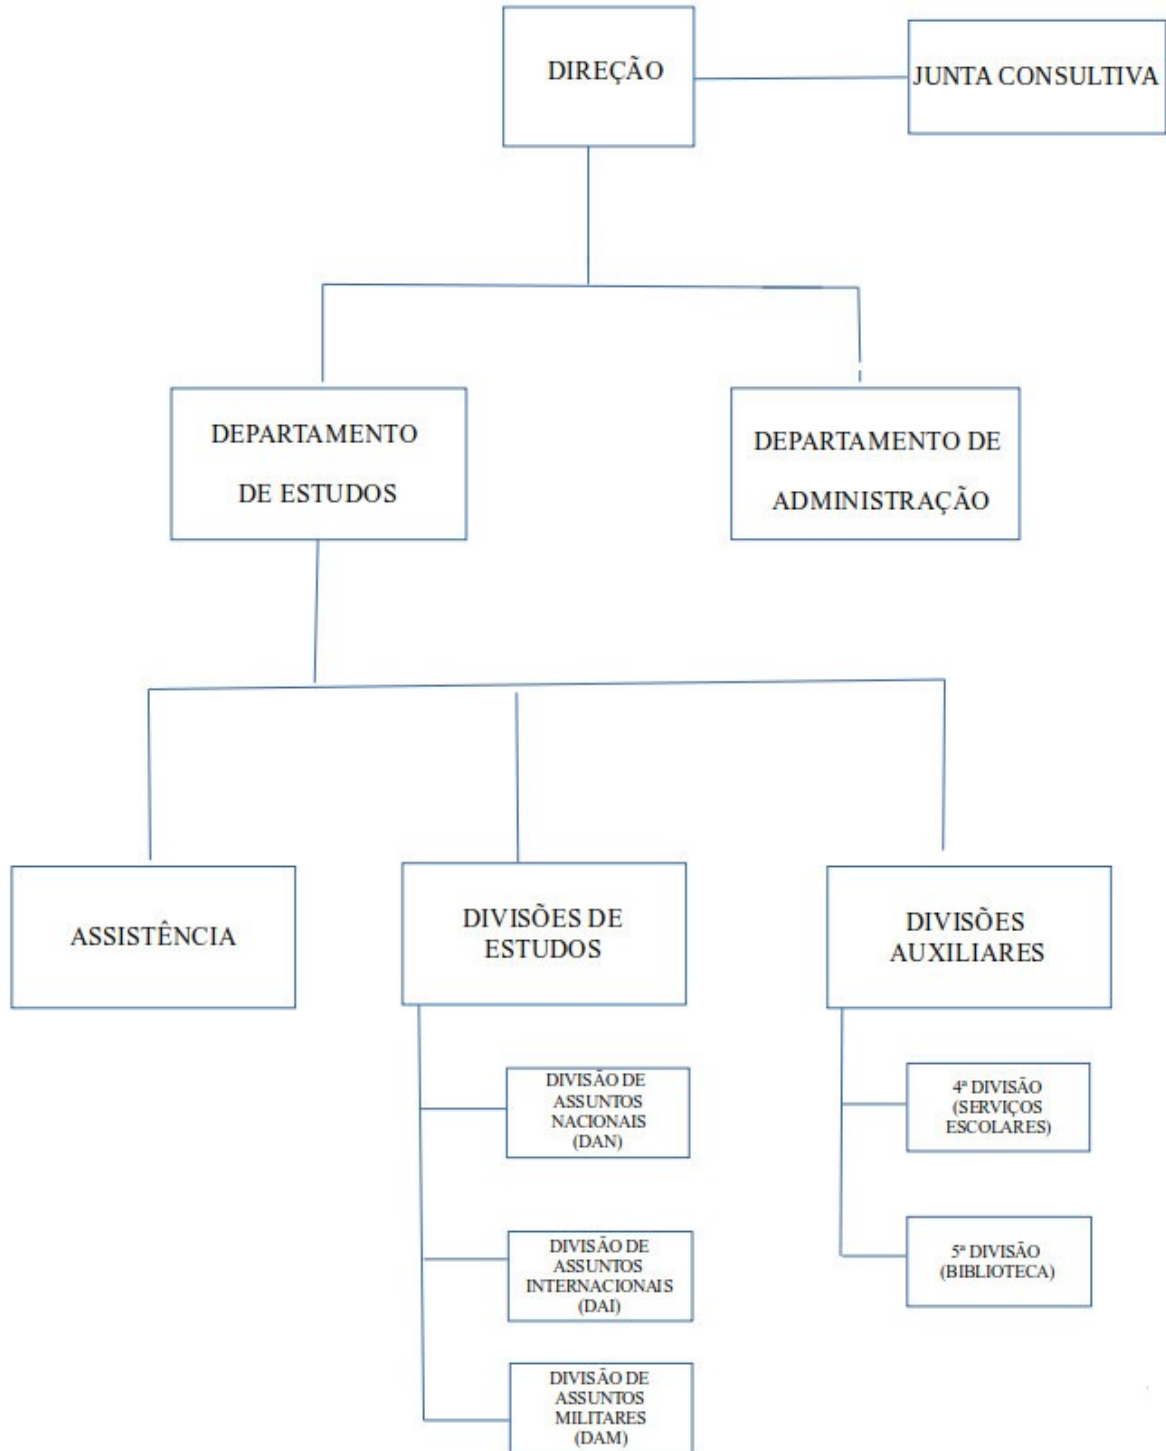 DIREÇÃO
JUNTA CONSULTIVA
DEPARTAMENTO
DE ESTUDOS
DEPARTAMENTO DE
ADMINISTRAÇÃO
ASSISTÊNCIA
DIVISÕES DE
ESTUDOS
DIVISÕES
AUXILIARES
DIVISÃO DE
ASSUNTOS
NACIONAIS
(DAN)
DIVISÃO DE
ASSUNTOS
INTERNACIONAIS
(DAI)
DIVISÃO DE
ASSUNTOS
MILITARES
(DAM)
4ª DIVISÃO
(SERVIÇOS
ESCOLARES)
5ª DIVISÃO
(BIBLIOTECA)